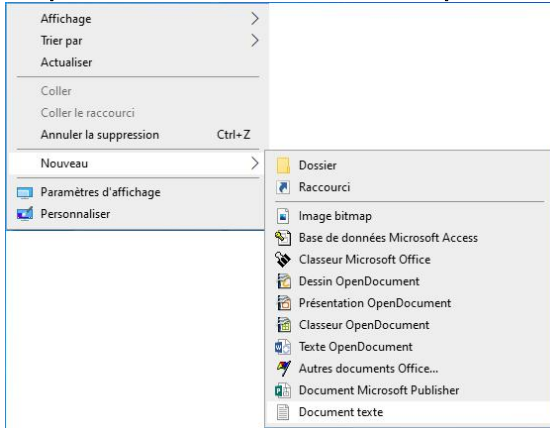 Affichage
Trier par
Actualiser
Coller
Coller le raccourci
Annuler la suppression Ctrl+Z
Nouveau
Paramètres d'affichage
Personnaliser
Dossier
Raccourci
Image bitmap
Base de données Microsoft Access
Classeur Microsoft Office
Dessin OpenDocument
Présentation OpenDocument
Classeur OpenDocument
Texte OpenDocument
Autres documents Office...
Document Microsoft Publisher
Document texte